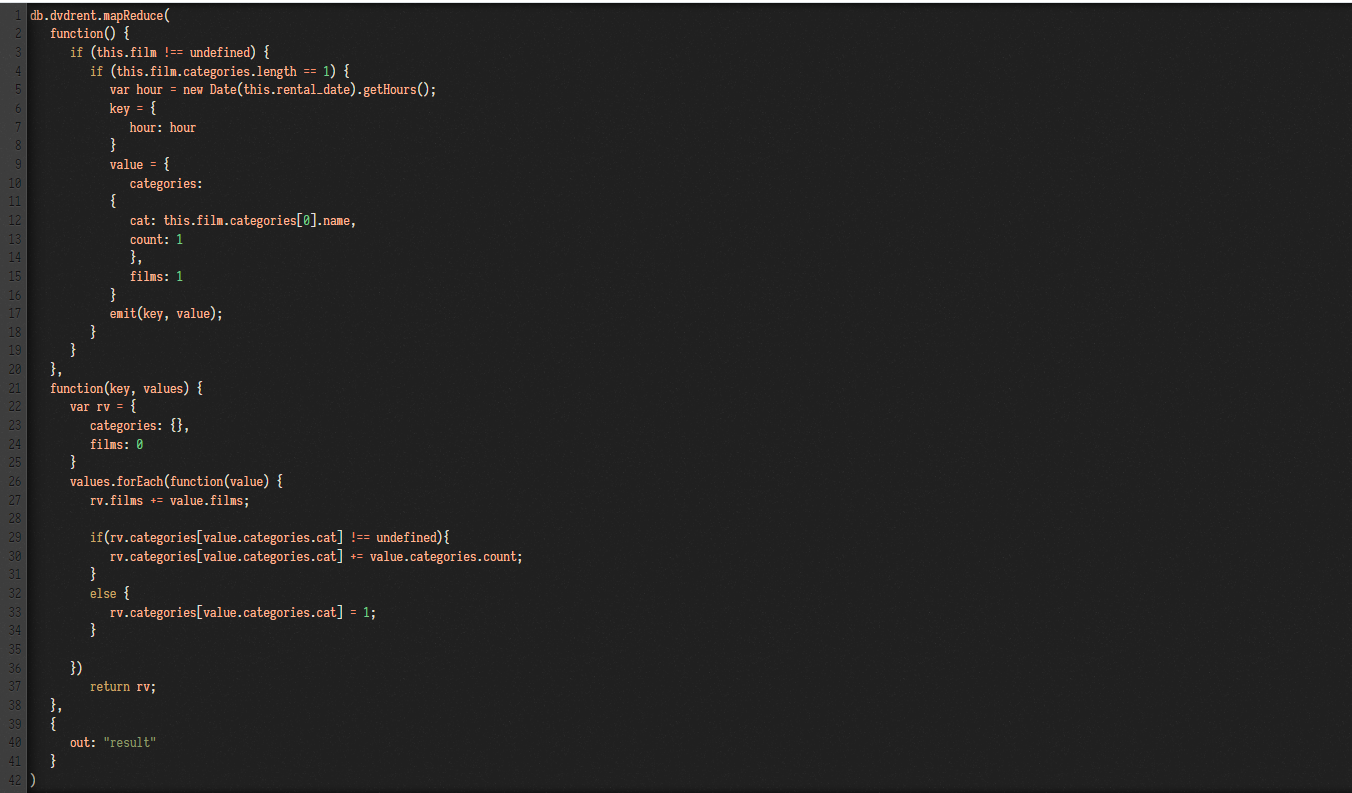 1 db.dvdrent.mapReduce(
2 function() {
3 if (this.film !== undefined) {
4 if (this.film.categories.length == 1) {
5 var hour = new Date(this.rental_date).getHours();
6 key = {
7 hour: hour
8 }
9 value = {
10 categories:
11 {
12 cat: this.film.categories[0].name,
13 count: 1
14 },
15 films: 1
16 }
17 emit(key, value);
18 }
19 }
20 },
21 function(key, values) {
22 var rv = {
23 categories: {},
24 films: 0
25 }
26 values.forEach(function(value) {
27 rv.films += value.films;
28
29 if(rv.categories[value.categories.cat] !== undefined){
30 rv.categories[value.categories.cat] += value.categories.count;
31 }
32 else {
33 rv.categories[value.categories.cat] = 1;
34 }
35
36 })
37 return rv;
38 },
39 {
40 out: "result"
41 }
42 )